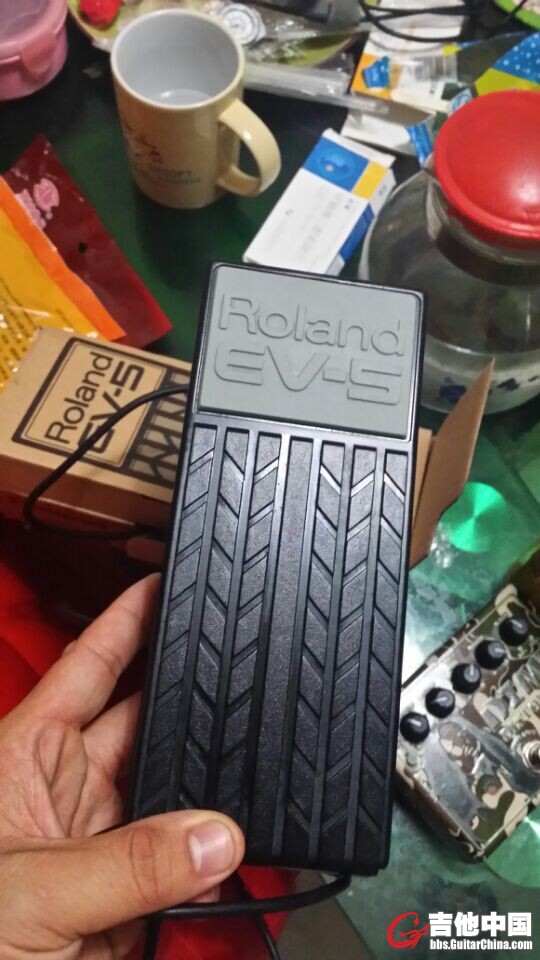 Roland
EV-5
Roland
EV-5
吉他中国
bbs.GuitarChina.com